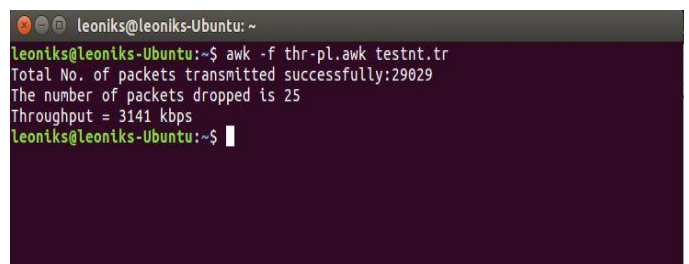 leoniks@leoniks-Ubuntu: ~
leoniks@leoniks-Ubuntu:~$ awk -f thr-pl.awk testnt.tr
Total No. of packets transmitted successfully:29029
The number of packets dropped is 25
Throughput = 3141 kbps
leoniks@leoniks-Ubuntu:~$